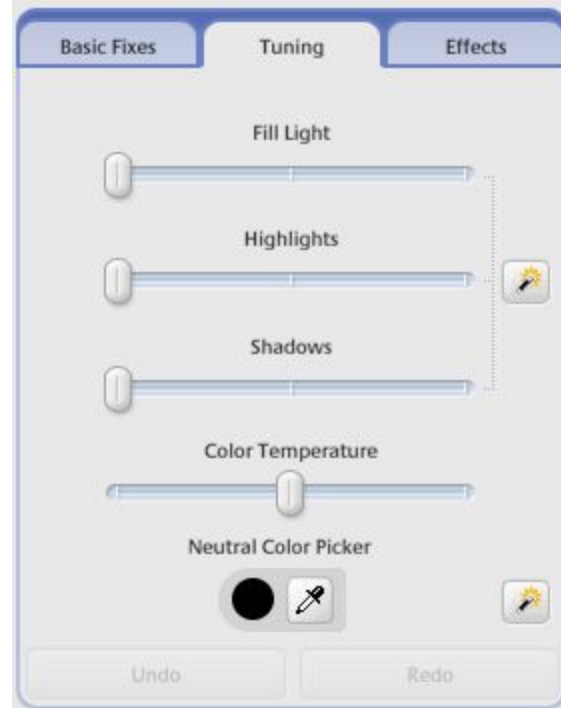 Basic Fixes Tuning Effects
Fill Light
Highlights
Shadows
Color Temperature
Neutral Color Picker
Undo Redo